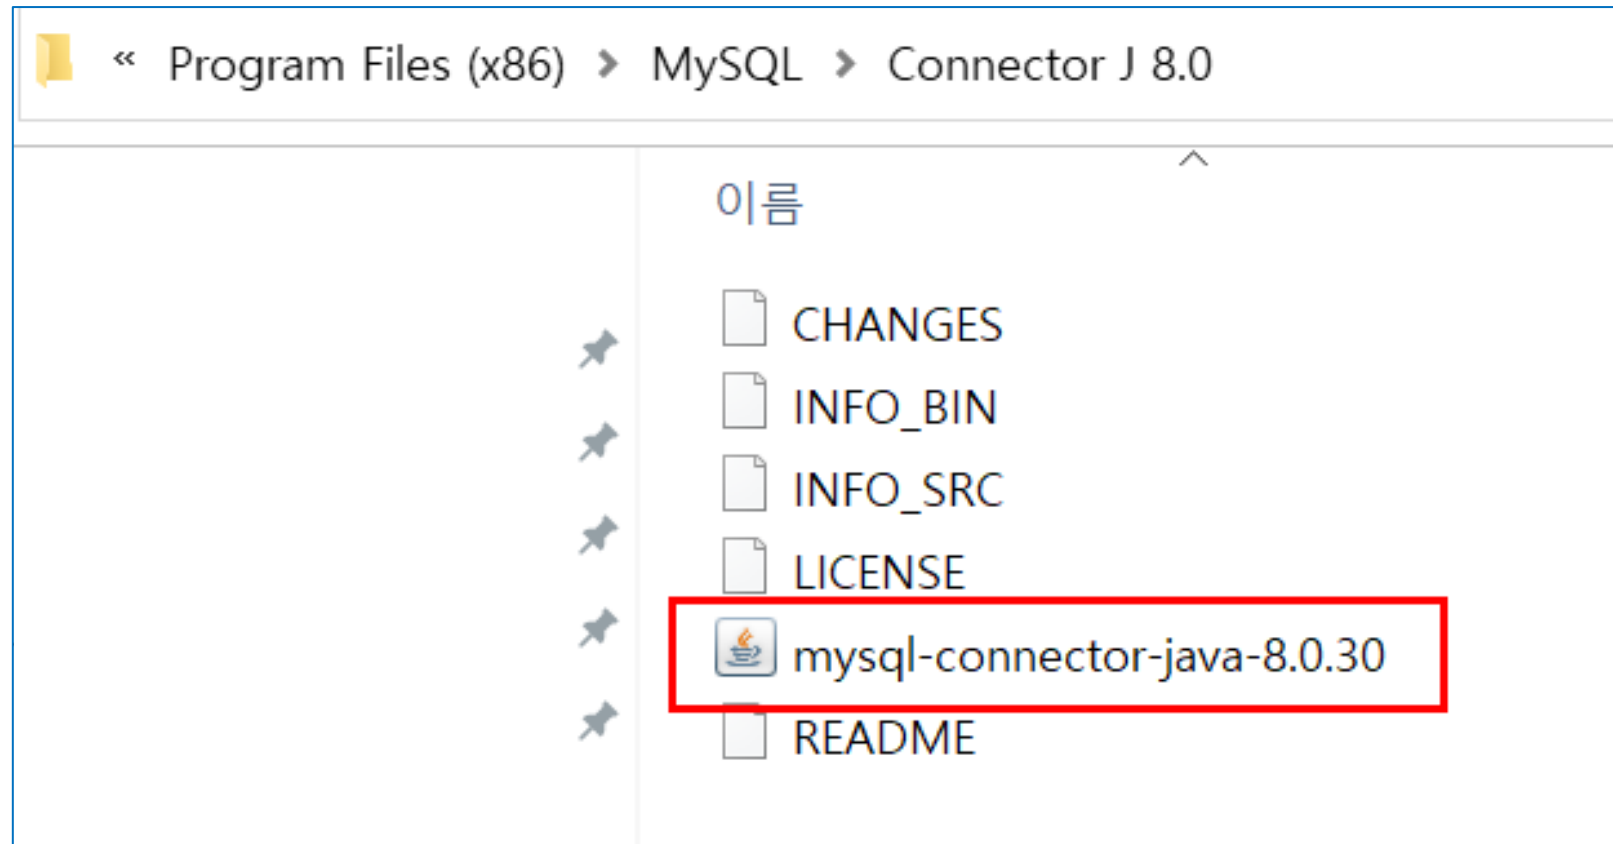 « Program Files (x86) > MySQL > Connector J 8.0
이름
CHANGES
INFO_BIN
INFO_SRC
LICENSE
mysql-connector-java-8.0.30
README